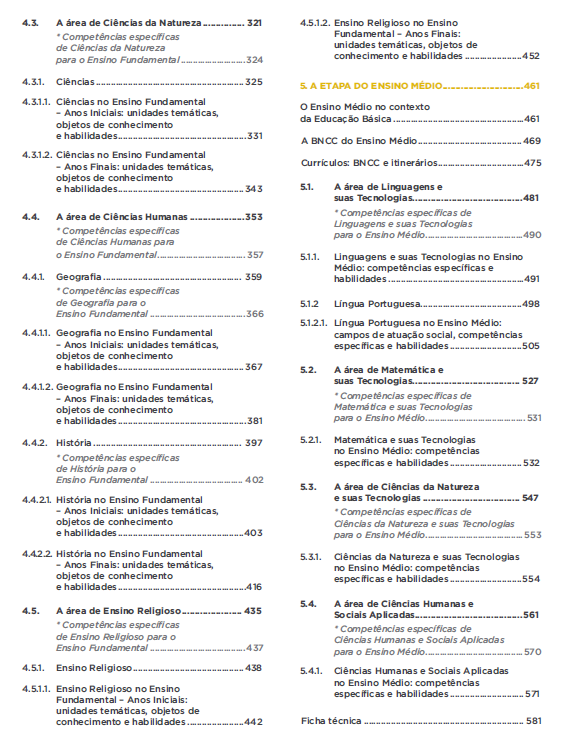 4.3. A área de Ciências da Natureza ................ 321
* Competências específicas
de Ciências da Natureza
para o Ensino Fundamental ......................... 324
4.3.1. Ciências ........................................................ 325
4.3.1.1. Ciências no Ensino Fundamental
– Anos Iniciais: unidades temáticas,
objetos de conhecimento
e habilidades ................................................ 331
4.3.1.2. Ciências no Ensino Fundamental
– Anos Finais: unidades temáticas,
objetos de conhecimento
e habilidades ................................................ 343
4.4. A área de Ciências Humanas .................... 353
* Competências específicas
de Ciências Humanas para
o Ensino Fundamental ................................. 357
4.4.1. Geografia ..................................................... 359
* Competências específicas
de Geografia para o
Ensino Fundamental .................................... 366
4.4.1.1. Geografia no Ensino Fundamental
– Anos Iniciais: unidades temáticas,
objetos de conhecimento
e habilidades ................................................ 367
4.4.1.2. Geografia no Ensino Fundamental
– Anos Finais: unidades temáticas,
objetos de conhecimento
e habilidades ................................................ 381
4.4.2. História ......................................................... 397
* Competências específicas
de História para o
Ensino Fundamental .................................... 402
4.4.2.1. História no Ensino Fundamental
– Anos Iniciais: unidades temáticas,
objetos de conhecimento
e habilidades ................................................ 403
4.4.2.2. História no Ensino Fundamental
– Anos Finais: unidades temáticas,
objetos de conhecimento
e habilidades ................................................ 416
4.5. A área de Ensino Religioso ....................... 435
* Competências específicas
de Ensino Religioso para o
Ensino Fundamental .................................... 437
4.5.1. Ensino Religioso .......................................... 438
4.5.1.1. Ensino Religioso no Ensino
Fundamental – Anos Iniciais:
unidades temáticas, objetos de
conhecimento e habilidades ...................... 442
4.5.1.2. Ensino Religioso no Ensino
Fundamental – Anos Finais:
unidades temáticas, objetos de
conhecimento e habilidades ...................... 452
5. A ETAPA DO ENSINO MÉDIO ............................... 461
O Ensino Médio no contexto
da Educação Básica .................................................. 461
A BNCC do Ensino Médio ........................................ 469
Currículos: BNCC e itinerários ................................ 475
5.1. A área de Linguagens e
suas Tecnologias ......................................... 481
* Competências específicas de
Linguagens e suas Tecnologias
para o Ensino Médio ..................................... 490
5.1.1. Linguagens e suas Tecnologias no Ensino
Médio: competências específicas e
habilidades ................................................... 491
5.1.2 Língua Portuguesa ...................................... 498
5.1.2.1. Língua Portuguesa no Ensino Médio:
campos de atuação social, competências
específicas e habilidades ............................ 505
5.2. A área de Matemática e
suas Tecnologias ......................................... 527
* Competências específicas de
Matemática e suas Tecnologias
para o Ensino Médio ..................................... 531
5.2.1. Matemática e suas Tecnologias
no Ensino Médio: competências
específicas e habilidades ............................ 532
5.3. A área de Ciências da Natureza
e suas Tecnologias ...................................... 547
* Competências específicas de
Ciências da Natureza e suas Tecnologias
para o Ensino Médio ..................................... 553
5.3.1. Ciências da Natureza e suas Tecnologias
no Ensino Médio: competências
específicas e habilidades ............................ 554
5.4. A área de Ciências Humanas e
Sociais Aplicadas ......................................... 561
* Competências específicas de
Ciências Humanas e Sociais Aplicadas
para o Ensino Médio ..................................... 570
5.4.1. Ciências Humanas e Sociais Aplicadas
no Ensino Médio: competências
específicas e habilidades ............................ 571
Ficha técnica .............................................................. 581